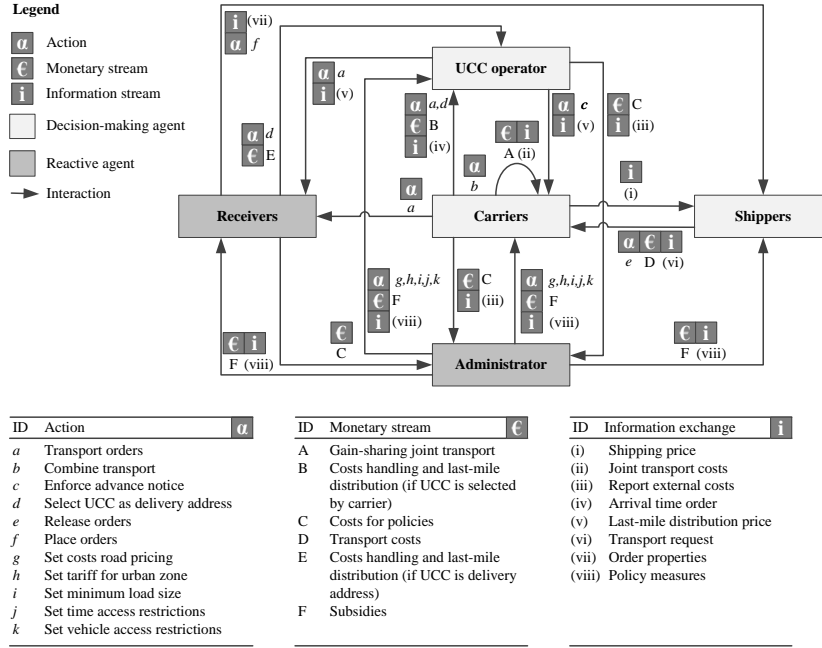 Legend
α Action
€ Monetary stream
i Information stream
Decision-making agent
Reactive agent
Interaction
i (vii)
α f
α d
€ E
α a
i (v)
UCC operator
α a,d
€ B
i (iv)
€ i
A (ii)
α c
i (v)
€ C
i (iii)
α
b
α
a
i
(i)
Receivers
Carriers
Shippers
α € i
e D (vi)
α g,h,i,j,k
€ F
i (viii)
€ C
i (iii)
α g,h,i,j,k
€ F
i (viii)
€ i
F (viii)
€
C
€ i
F (viii)
Administrator
ID Action α
a Transport orders
b Combine transport
c Enforce advance notice
d Select UCC as delivery address
e Release orders
f Place orders
g Set costs road pricing
h Set tariff for urban zone
i Set minimum load size
j Set time access restrictions
k Set vehicle access restrictions
ID Monetary stream €
A Gain-sharing joint transport
B Costs handling and last-mile
distribution (if UCC is selected
by carrier)
C Costs for policies
D Transport costs
E Costs handling and last-mile
distribution (if UCC is delivery
address)
F Subsidies
ID Information exchange i
(i) Shipping price
(ii) Joint transport costs
(iii) Report external costs
(iv) Arrival time order
(v) Last-mile distribution price
(vi) Transport request
(vii) Order properties
(viii) Policy measures